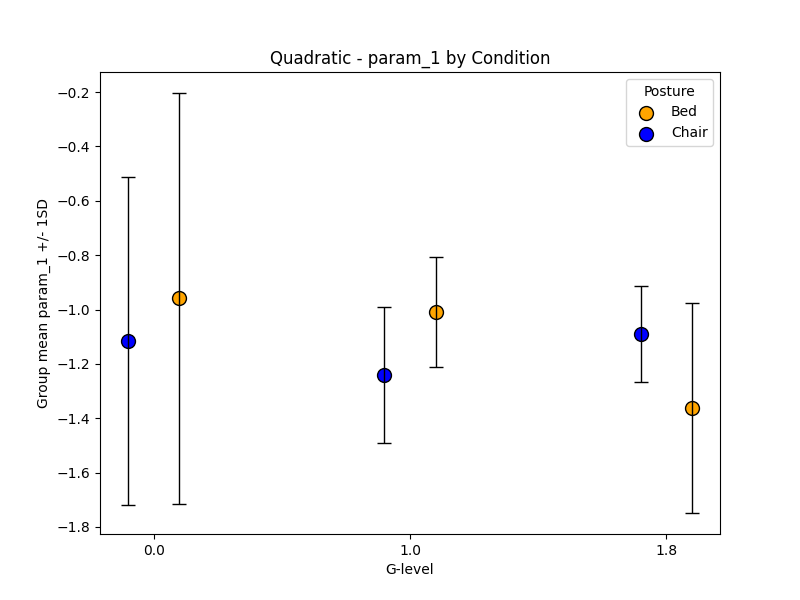 Quadratic - param_1 by Condition
Posture
Bed
Chair
Group mean param_1 +/- 1SD
−0.2
−0.4
−0.6
−0.8
−1.0
−1.2
−1.4
−1.6
−1.8
0.0
1.0
1.8
G-level